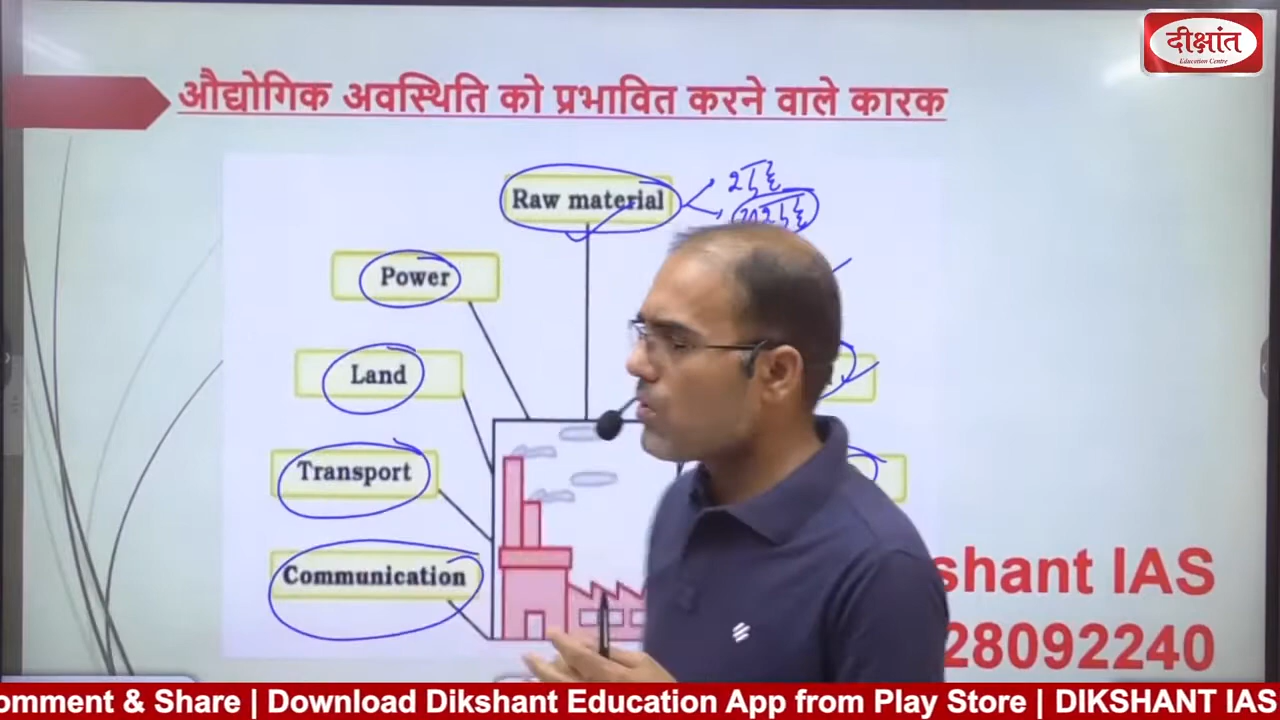 दीक्षांत
Education Centre
औद्योगिक अवस्थिति को प्रभावित करने वाले कारक
Raw material
Power
Land
Transport
Communication
shant IAS
28092240
omment & Share | Download Dikshant Education App from Play Store | DIKSHANT IAS